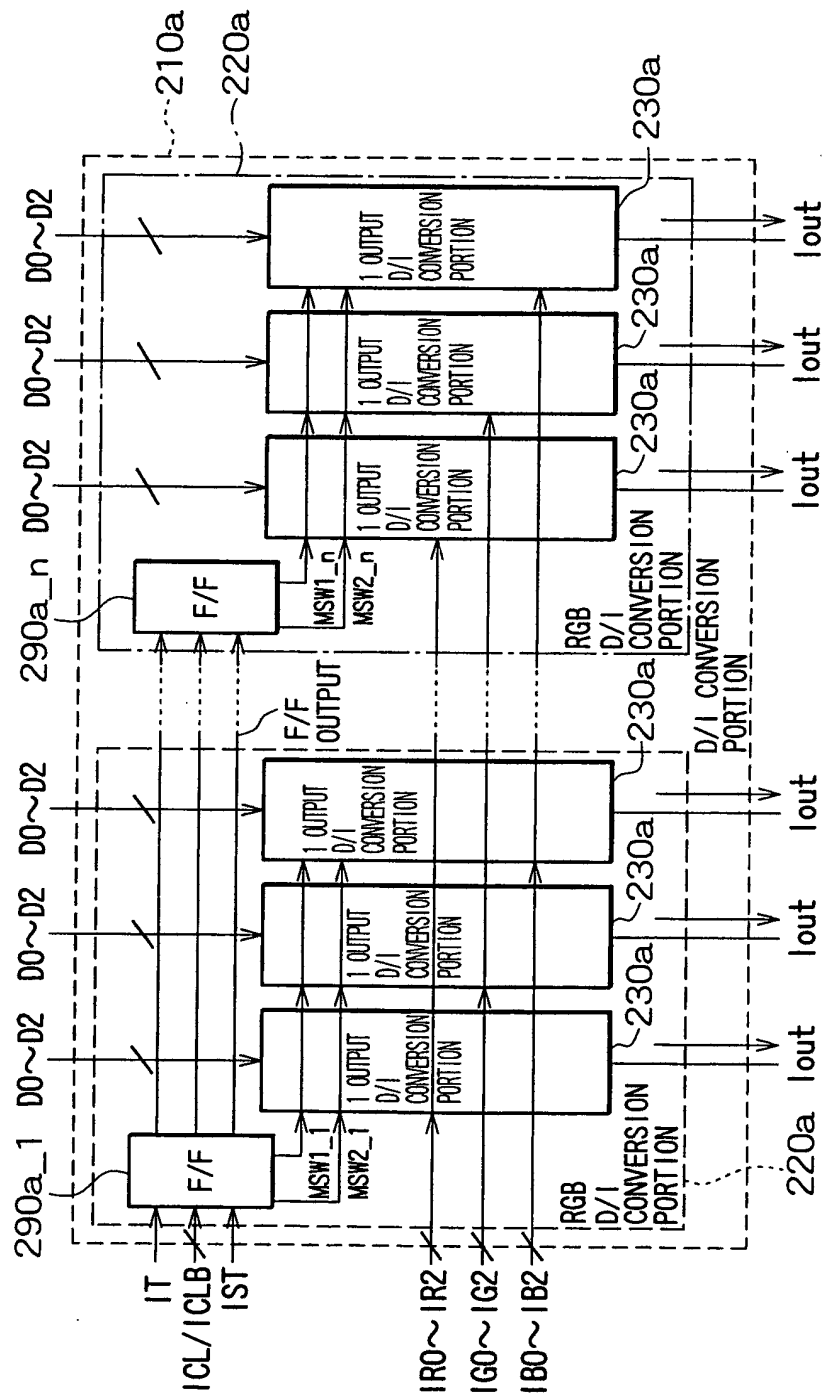 210a
220a
D0~D2
D0~D2
D0~D2
D0~D2
D0~D2
D0~D2
290a_1
290a_n
F/F
F/F
IT
ICL/ICLB
IST
F/F
OUTPUT
MSW1_1
MSW2_1
MSW1_n
MSW2_n
1 OUTPUT
D/I
CONVERSION
PORTION
1 OUTPUT
D/I
CONVERSION
PORTION
1 OUTPUT
D/I
CONVERSION
PORTION
1 OUTPUT
D/I
CONVERSION
PORTION
1 OUTPUT
D/I
CONVERSION
PORTION
1 OUTPUT
D/I
CONVERSION
PORTION
IR0~IR2
IG0~IG2
IB0~IB2
230a
230a
230a
230a
230a
230a
RGB
D/I
CONVERSION
PORTION
RGB
D/I
CONVERSION
PORTION
D/I CONVERSION
PORTION
220a
Iout
Iout
Iout
Iout
Iout
Iout